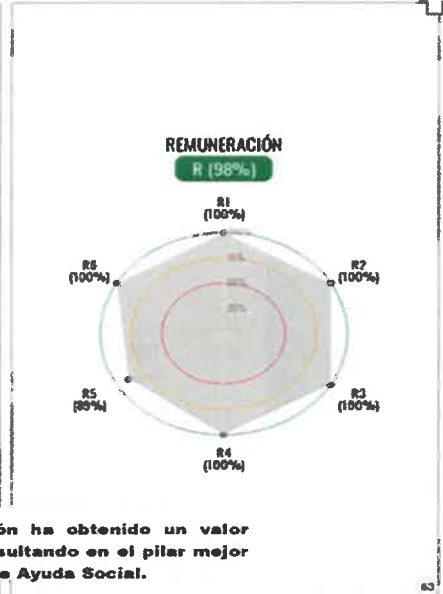 REMUNERACIÓN
R (98%)
R1
(100%)
R6
(100%)
R2
(100%)
R5
(89%)
R3
(100%)
R4
(100%)
ón ha obtenido un valor
sultando en el pilar mejor
e Ayuda Social.
63